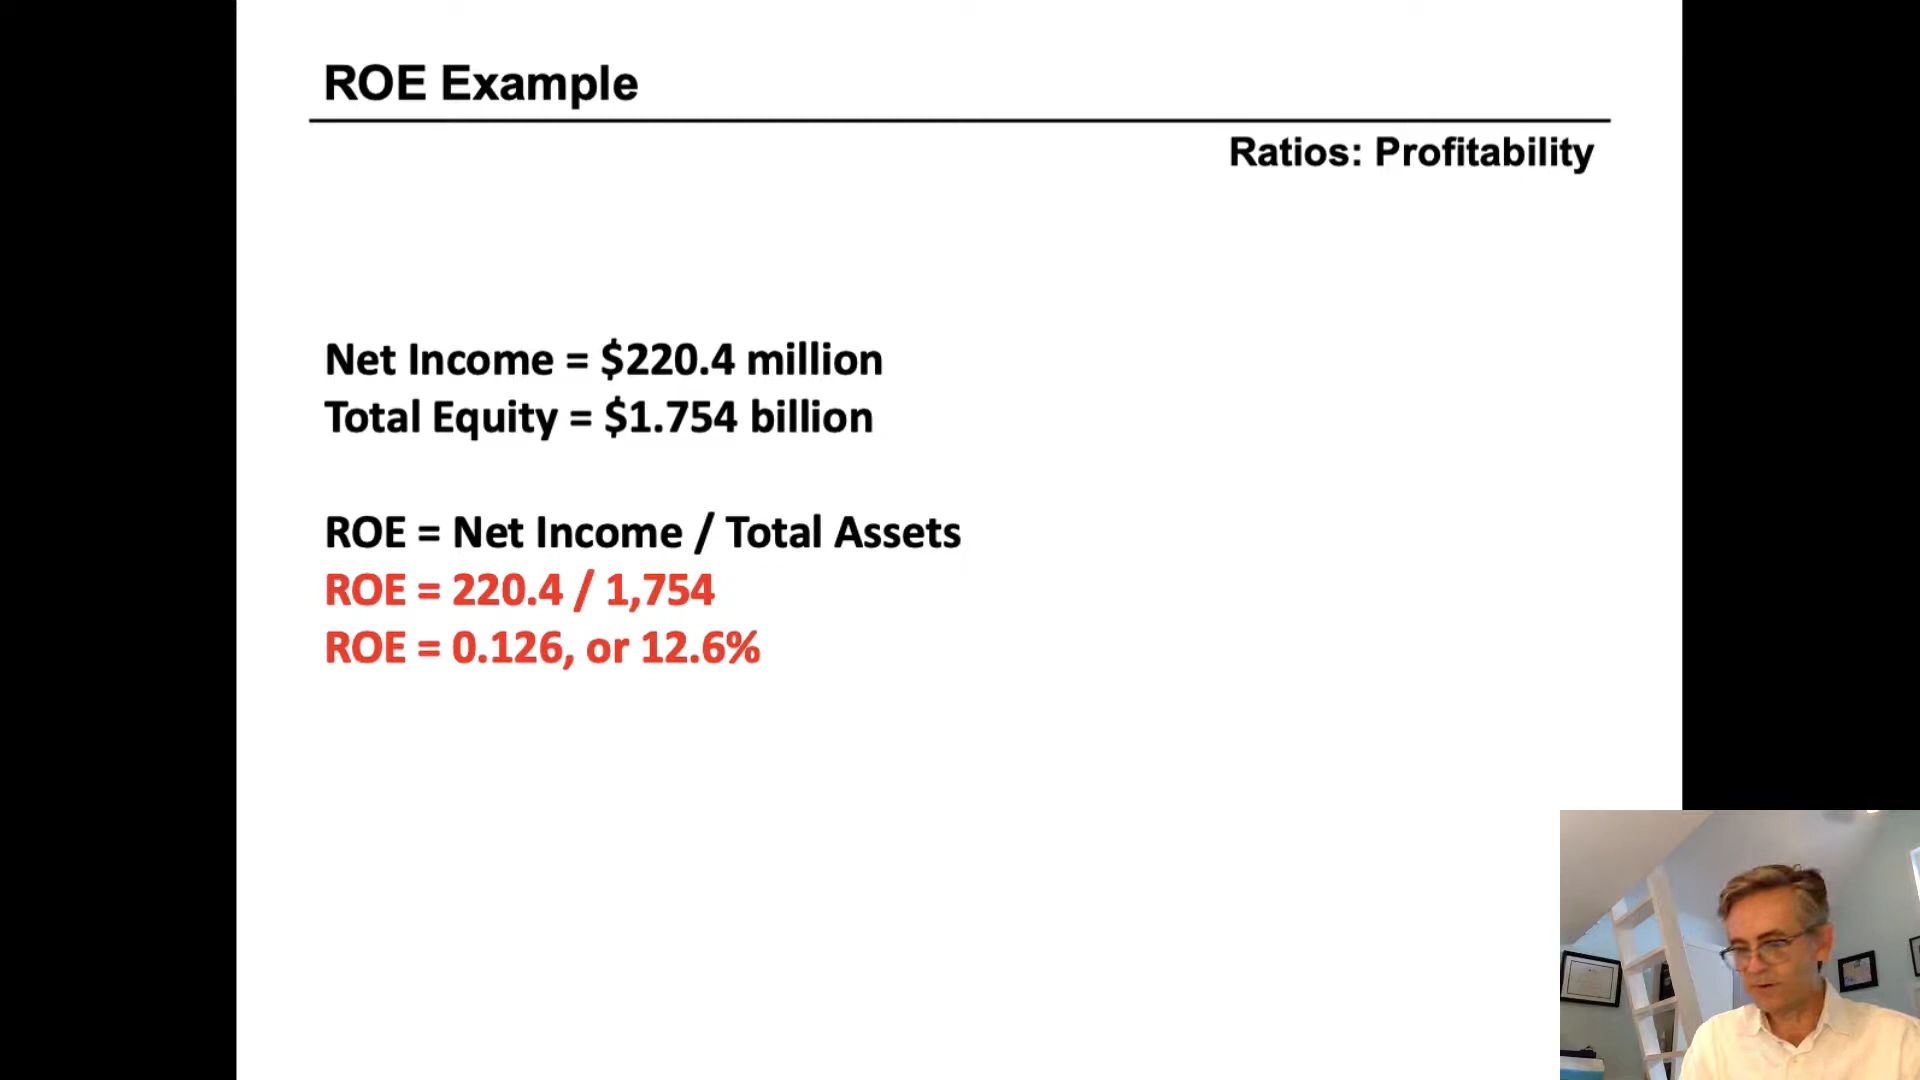 ROE Example
Ratios: Profitability
Net Income = $220.4 million
Total Equity = $1.754 billion
ROE = Net Income / Total Assets
ROE = 220.4 / 1,754
ROE = 0.126, or 12.6%